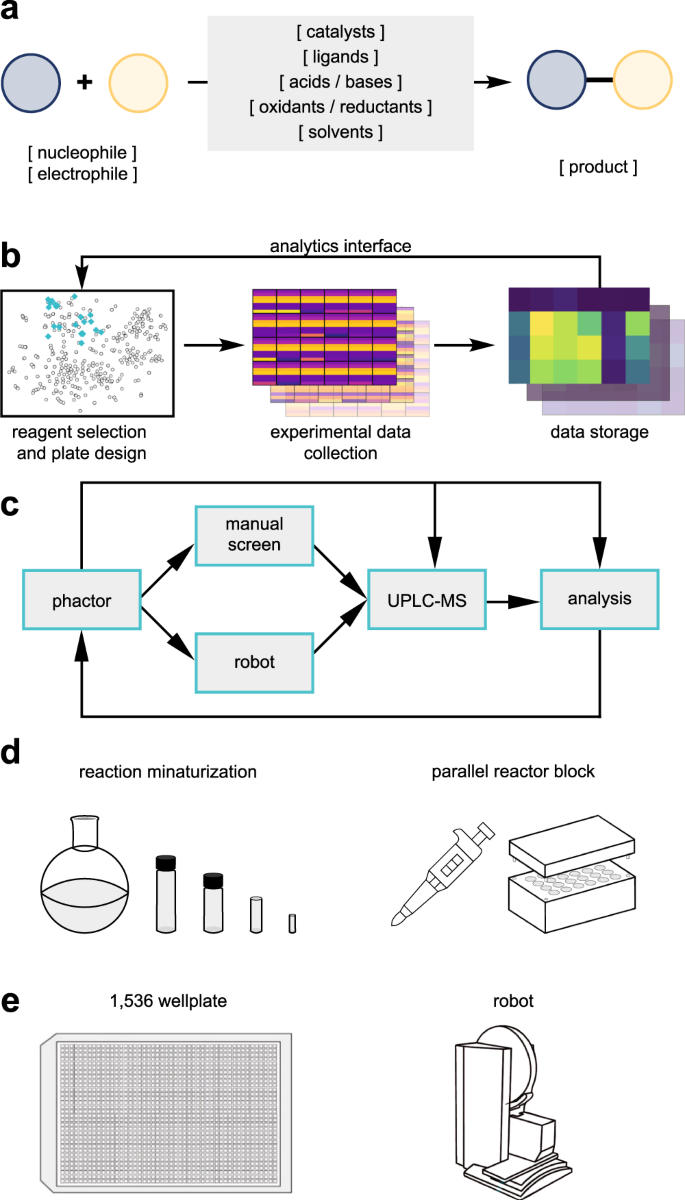 a
[ catalysts ]
[ ligands ]
[ acids / bases ]
[ oxidants / reductants ]
[ solvents ]
+
[ nucleophile ]
[ electrophile ]
[ product ]
b
analytics interface
reagent selection
and plate design
experimental data
collection
data storage
c
phactor
manual
screen
robot
UPLC-MS
analysis
d
reaction minaturization
parallel reactor block
e
1,536 wellplate
robot